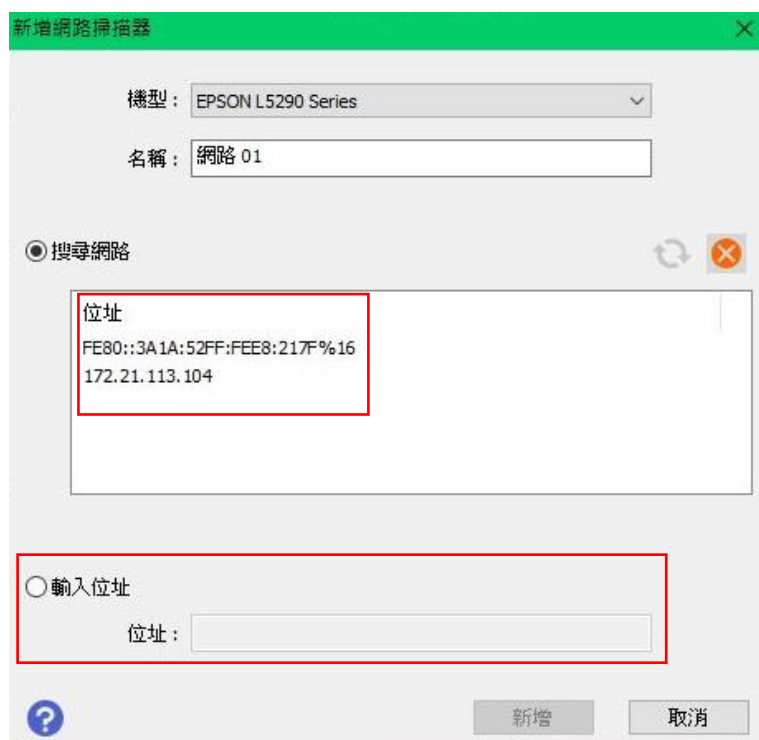 新增網路掃描器
機型： EPSON L5290 Series
名稱： 網路 01
搜尋網路
位址
FE80::3A1A:52FF:FEE8:217F%16
172.21.113.104
輸入位址
位址：
新增 取消